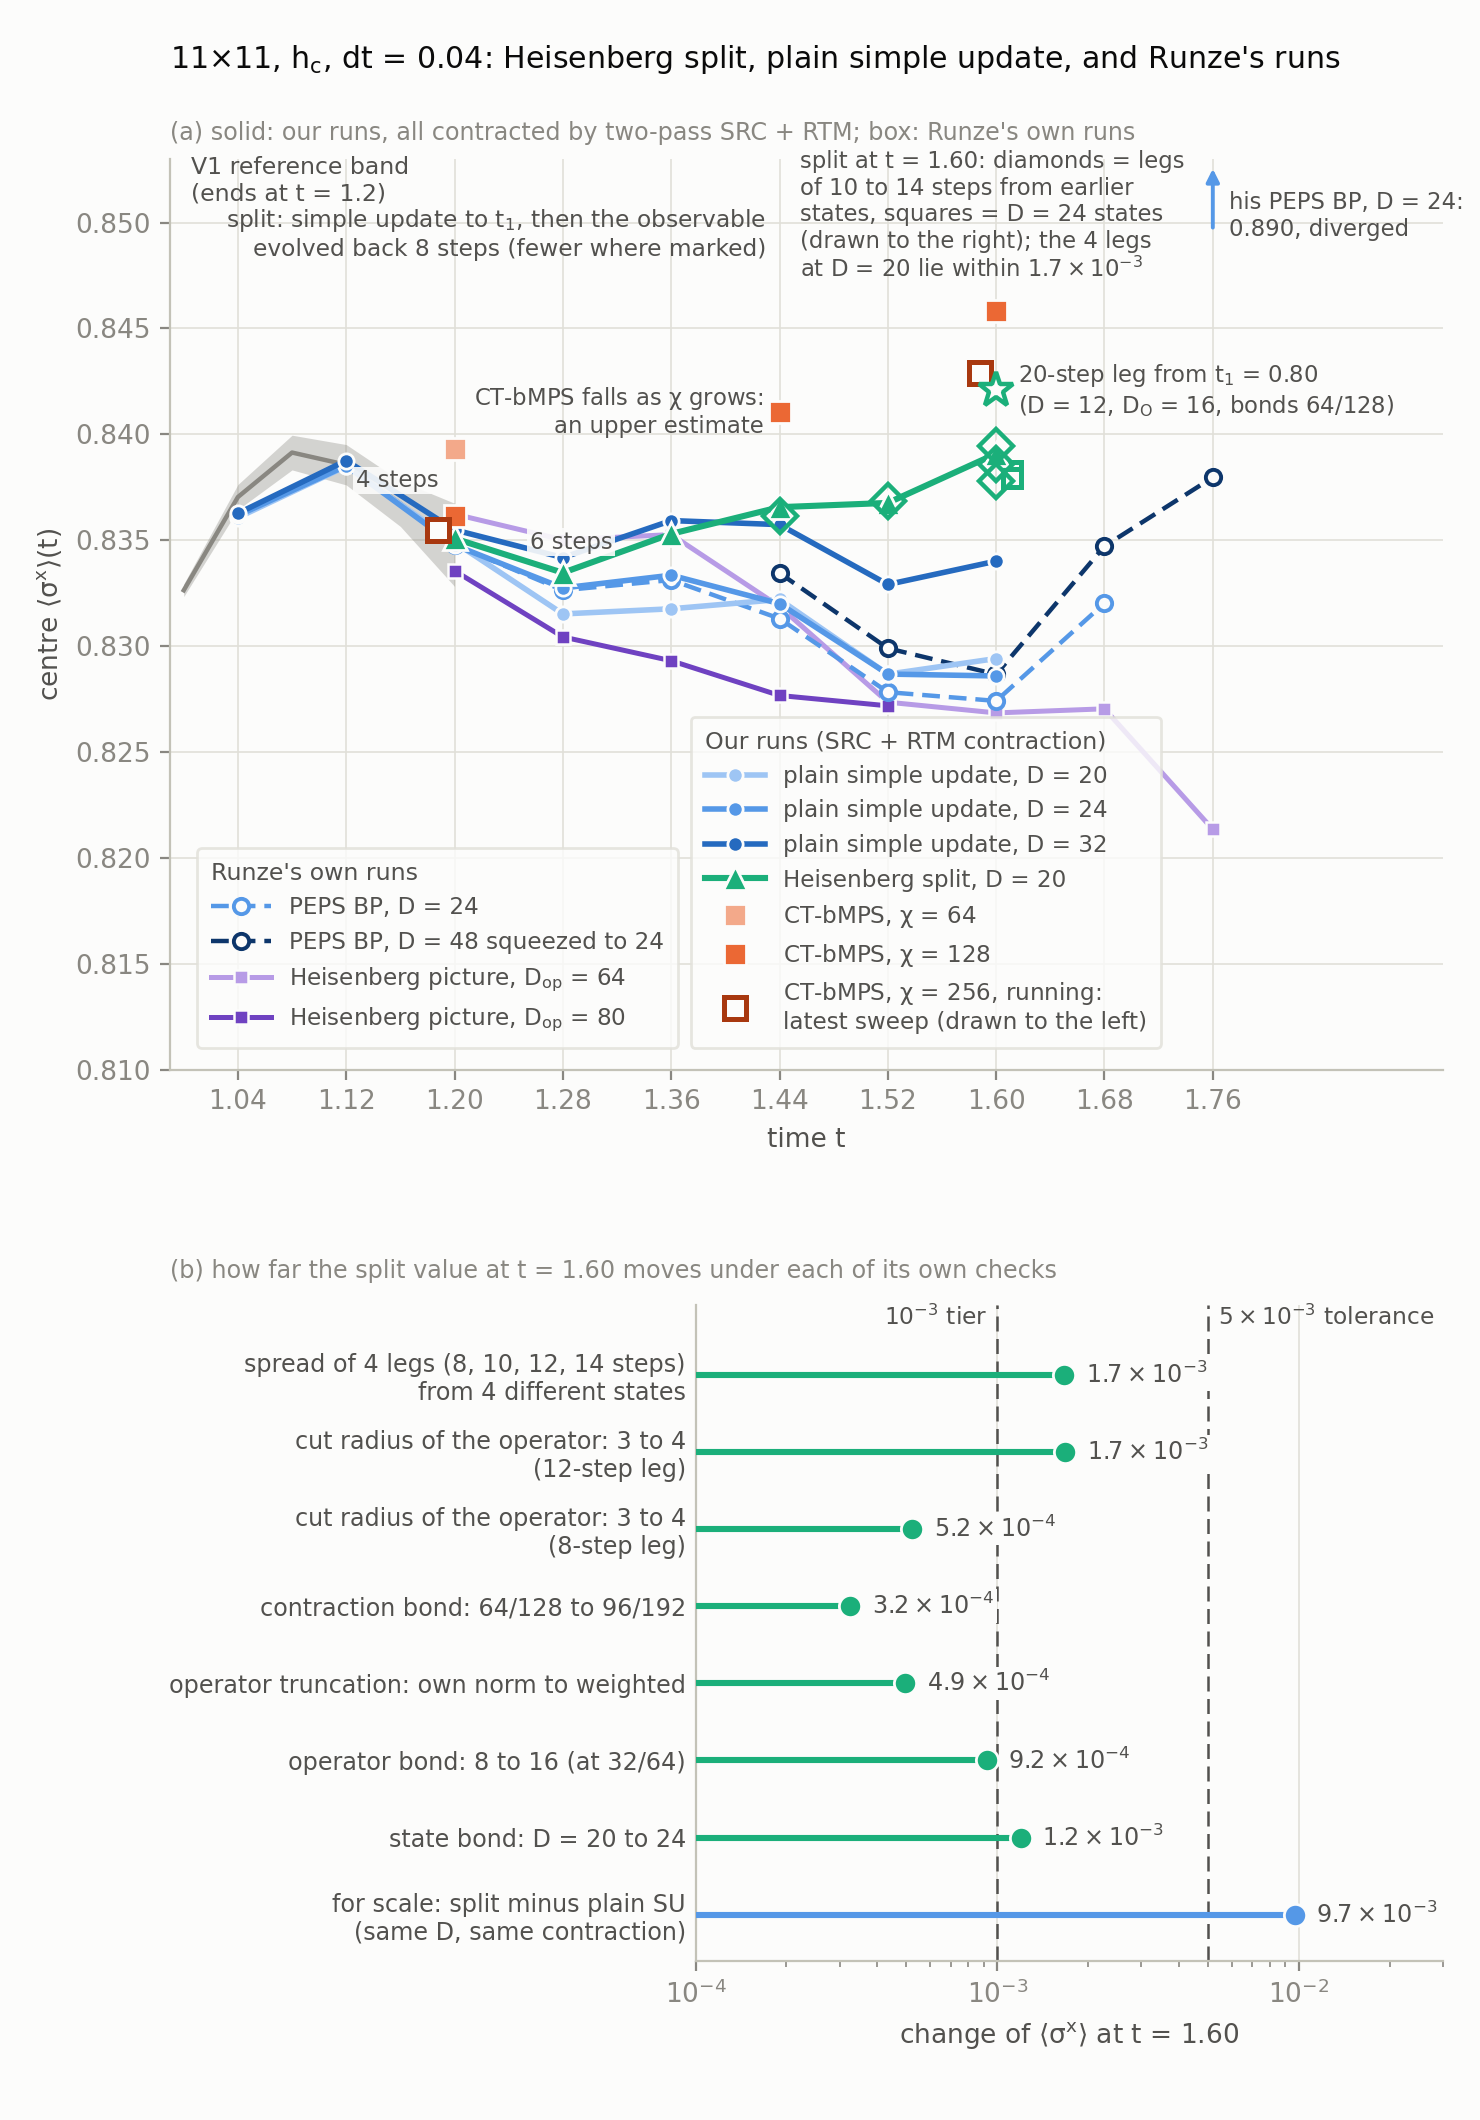 11×11, h_c, dt = 0.04: Heisenberg split, plain simple update, and Runze's runs
(a) solid: our runs, all contracted by two-pass SRC + RTM; box: Runze's own runs
V1 reference band
(ends at t = 1.2)
split: simple update to t₁, then the observable
evolved back 8 steps (fewer where marked)
split at t = 1.60: diamonds = legs
of 10 to 14 steps from earlier
states, squares = D = 24 states
(drawn to the right); the 4 legs
at D = 20 lie within 1.7 × 10⁻³
his PEPS BP, D = 24:
0.890, diverged
CT-bMPS falls as χ grows:
an upper estimate
20-step leg from t₁ = 0.80
(D = 12, D_O = 16, bonds 64/128)
4 steps
6 steps
centre ⟨σˣ⟩(t)
0.850
0.845
0.840
0.835
0.830
0.825
0.820
0.815
0.810
Runze's own runs
PEPS BP, D = 24
PEPS BP, D = 48 squeezed to 24
Heisenberg picture, D_op = 64
Heisenberg picture, D_op = 80
Our runs (SRC + RTM contraction)
plain simple update, D = 20
plain simple update, D = 24
plain simple update, D = 32
Heisenberg split, D = 20
CT-bMPS, χ = 64
CT-bMPS, χ = 128
CT-bMPS, χ = 256, running:
latest sweep (drawn to the left)
1.04 1.12 1.20 1.28 1.36 1.44 1.52 1.60 1.68 1.76
time t
(b) how far the split value at t = 1.60 moves under each of its own checks
10⁻³ tier
5 × 10⁻³ tolerance
spread of 4 legs (8, 10, 12, 14 steps)
from 4 different states
1.7 × 10⁻³
cut radius of the operator: 3 to 4
(12-step leg)
1.7 × 10⁻³
cut radius of the operator: 3 to 4
(8-step leg)
5.2 × 10⁻⁴
contraction bond: 64/128 to 96/192
3.2 × 10⁻⁴
operator truncation: own norm to weighted
4.9 × 10⁻⁴
operator bond: 8 to 16 (at 32/64)
9.2 × 10⁻⁴
state bond: D = 20 to 24
1.2 × 10⁻³
for scale: split minus plain SU
(same D, same contraction)
9.7 × 10⁻³
10⁻⁴ 10⁻³ 10⁻²
change of ⟨σˣ⟩ at t = 1.60